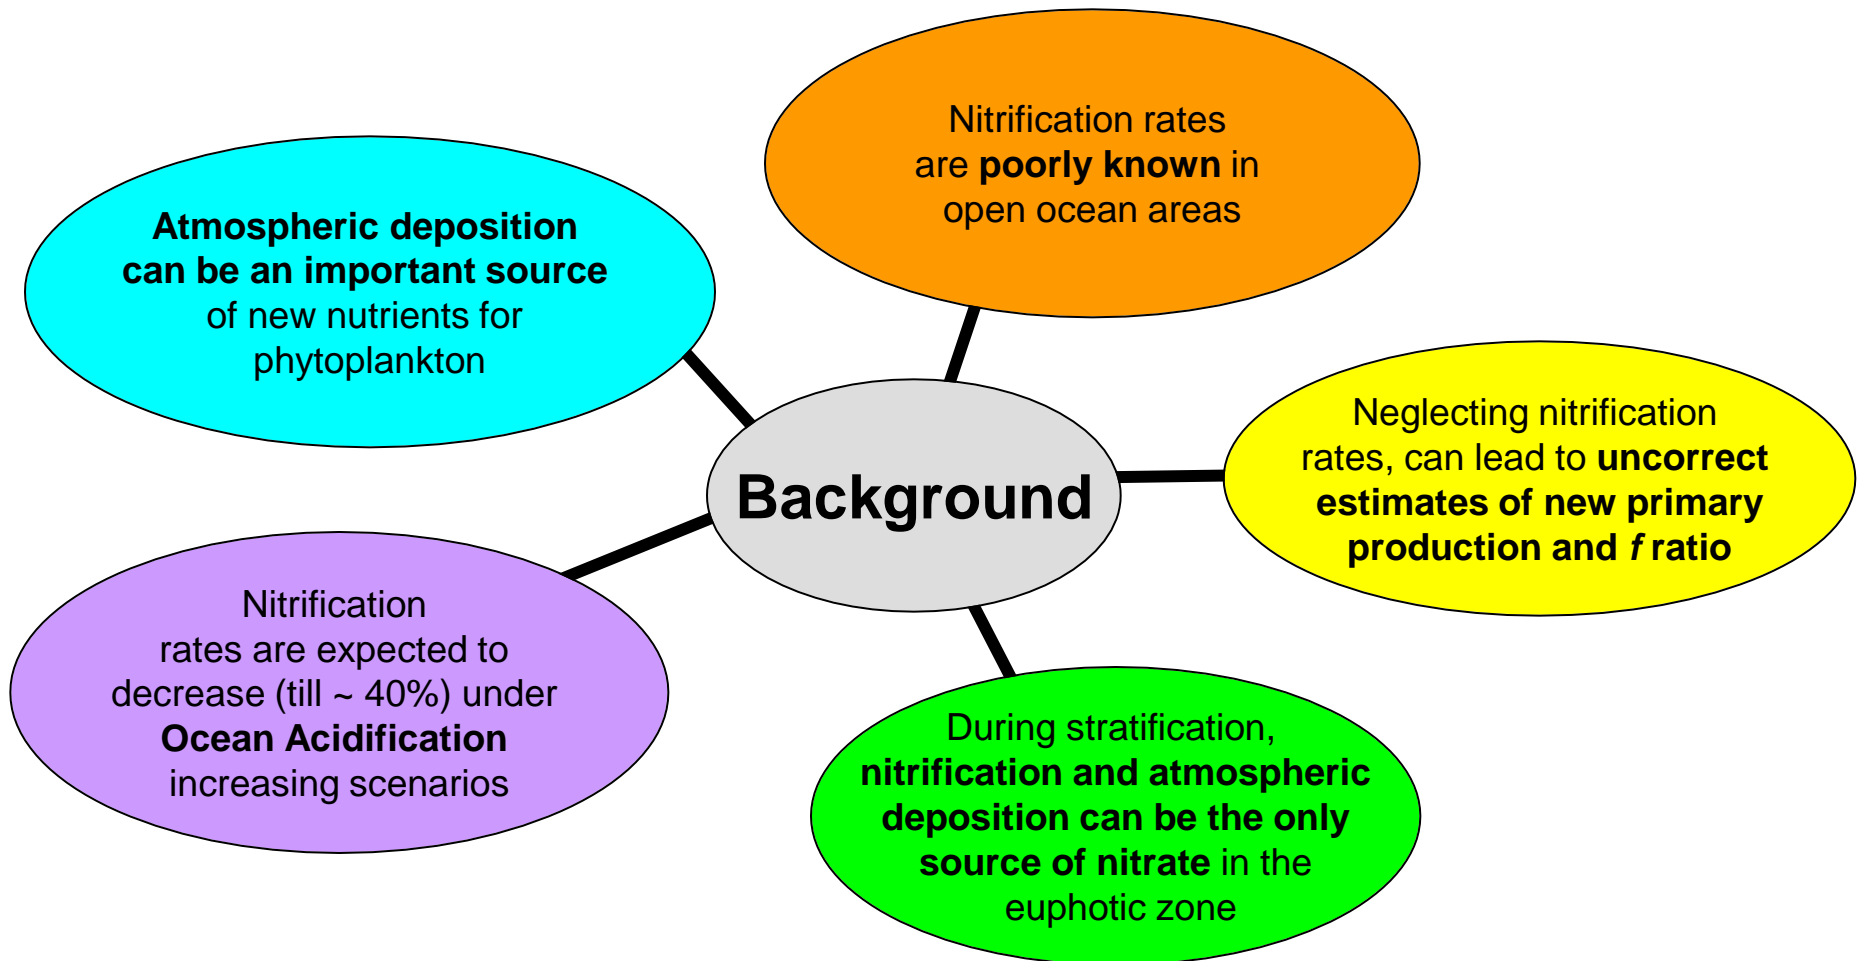 Nitrification rates
are poorly known in
open ocean areas
Atmospheric deposition
can be an important source
of new nutrients for
phytoplankton
Neglecting nitrification
rates, can lead to uncorrect
estimates of new primary
production and f ratio
Background
Nitrification
rates are expected to
decrease (till ~ 40%) under
Ocean Acidification
increasing scenarios
During stratification,
nitrification and atmospheric
deposition can be the only
source of nitrate in the
euphotic zone